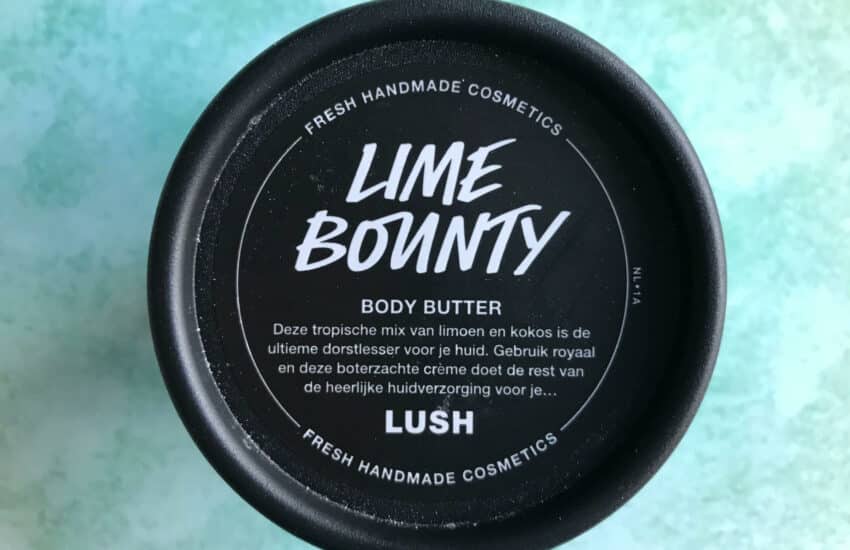 FRESH HANDMADE COSMETICS
LIME
BOUNTY
NL+1A
BODY BUTTER
Deze tropische mix van limoen en kokos is de
ultieme dorstlesser voor je huid. Gebruik royaal
en deze boterzachte crème doet de rest van
de heerlijke huidverzorging voor je...
LUSH
FRESH HANDMADE COSMETICS